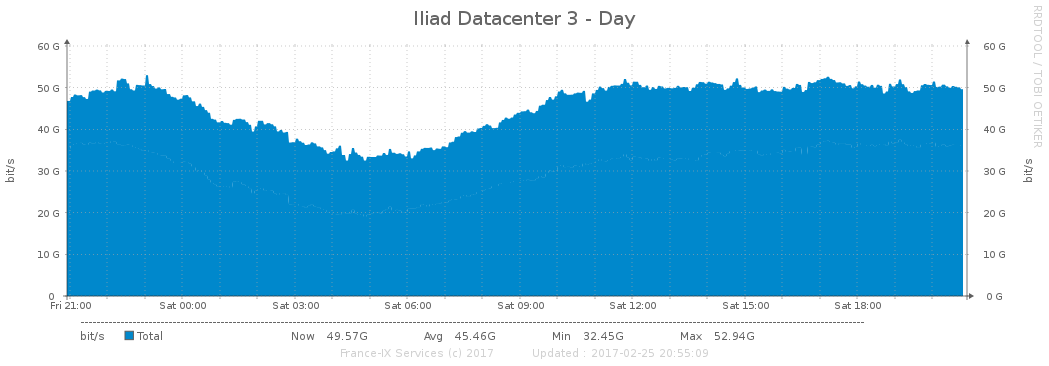 Iliad Datacenter 3 - Day
RRDTOOL / TOBI OETIKER
60 G 60 G
50 G 50 G
40 G 40 G
30 G 30 G
20 G 20 G
10 G 10 G
0 0 G
bit/s bit/s
Fri 21:00 Sat 00:00 Sat 03:00 Sat 06:00 Sat 09:00 Sat 12:00 Sat 15:00 Sat 18:00
bit/s Total Now 49.57G Avg 45.46G Min 32.45G Max 52.94G
France-IX Services (c) 2017 Updated : 2017-02-25 20:55:09